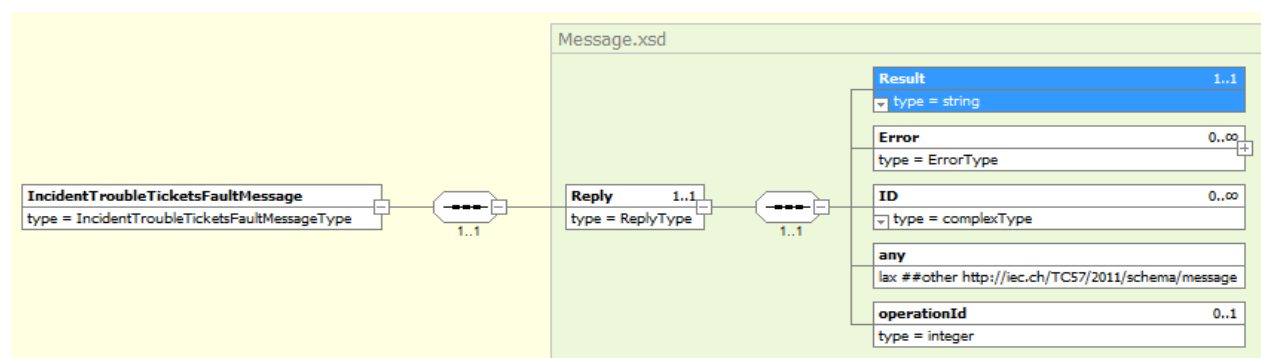 Message.xsd
Result 1..1
type = string
Error 0..∞
type = ErrorType
IncidentTroubleTicketsFaultMessage
type = IncidentTroubleTicketsFaultMessageType
1..1
Reply 1..1
type = ReplyType
1..1
ID 0..∞
type = complexType
any
lax ##other http://iec.ch/TC57/2011/schema/message
operationId 0..1
type = integer